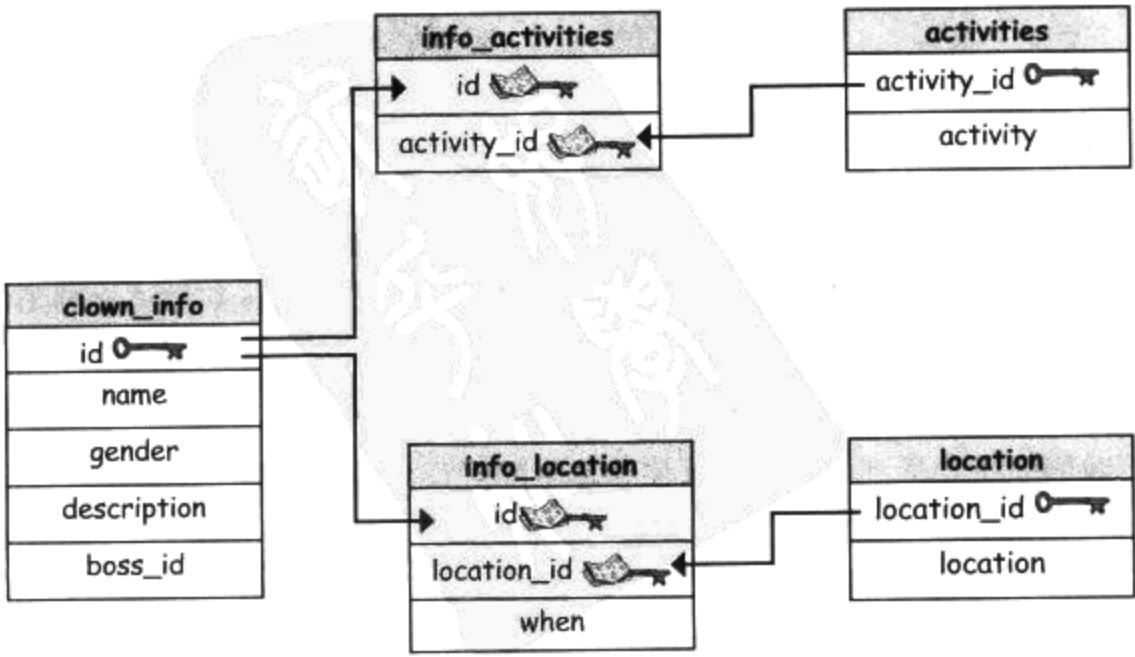 info_activities
id
activity_id
activities
activity_id
activity
clown_info
id
name
gender
description
boss_id
info_location
id
location_id
when
location
location_id
location